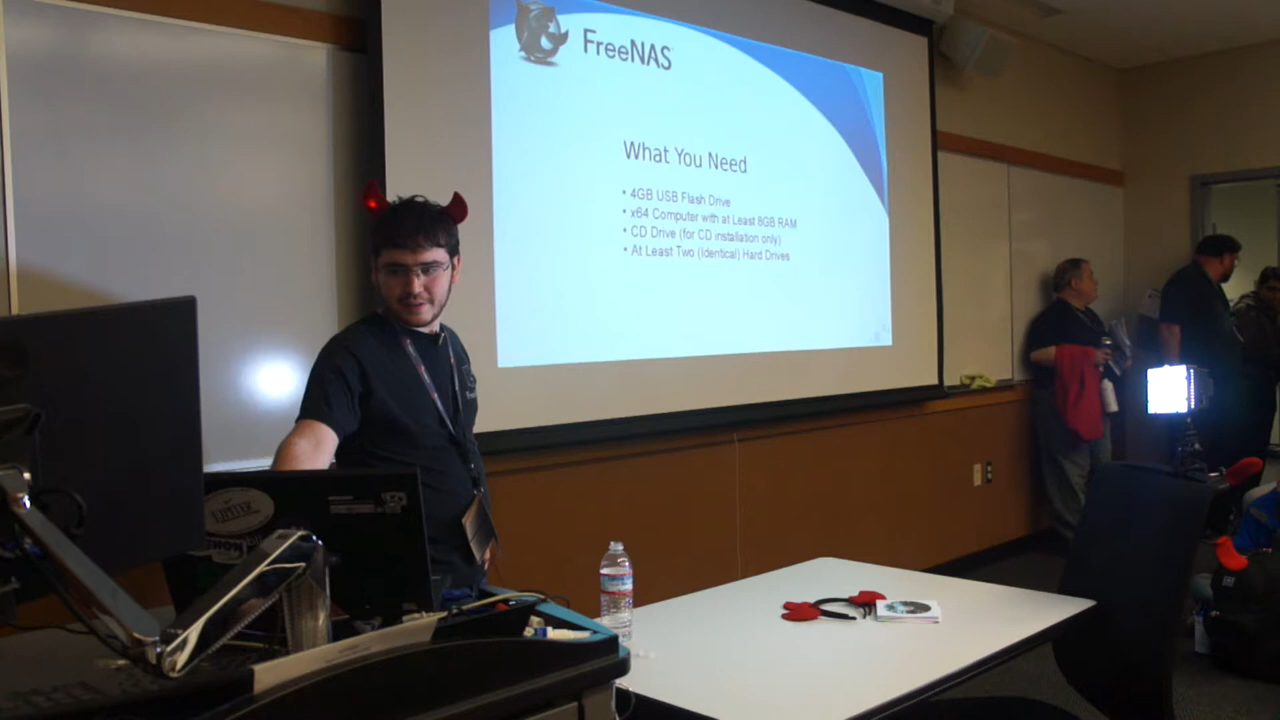 FreeNAS
What You Need
• 4GB USB Flash Drive
• x64 Computer with at Least 8GB RAM
• CD Drive (for CD installation only)
• At Least Two (Identical) Hard Drives